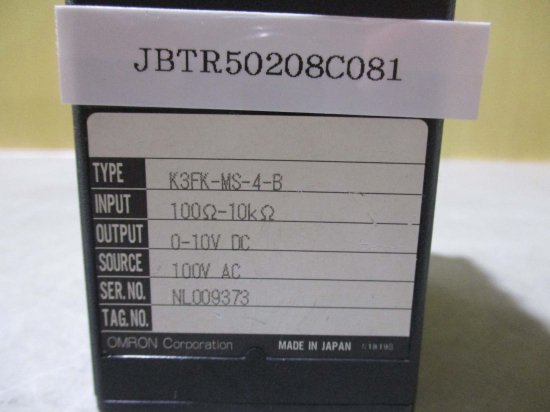 JBTR50208C081
TYPE K3FK-MS-4-B
INPUT 100Ω-10kΩ
OUTPUT 0-10V DC
SOURCE 100V AC
SER.NO. NL009373
TAG.NO.
OMRON Corporation MADE IN JAPAN